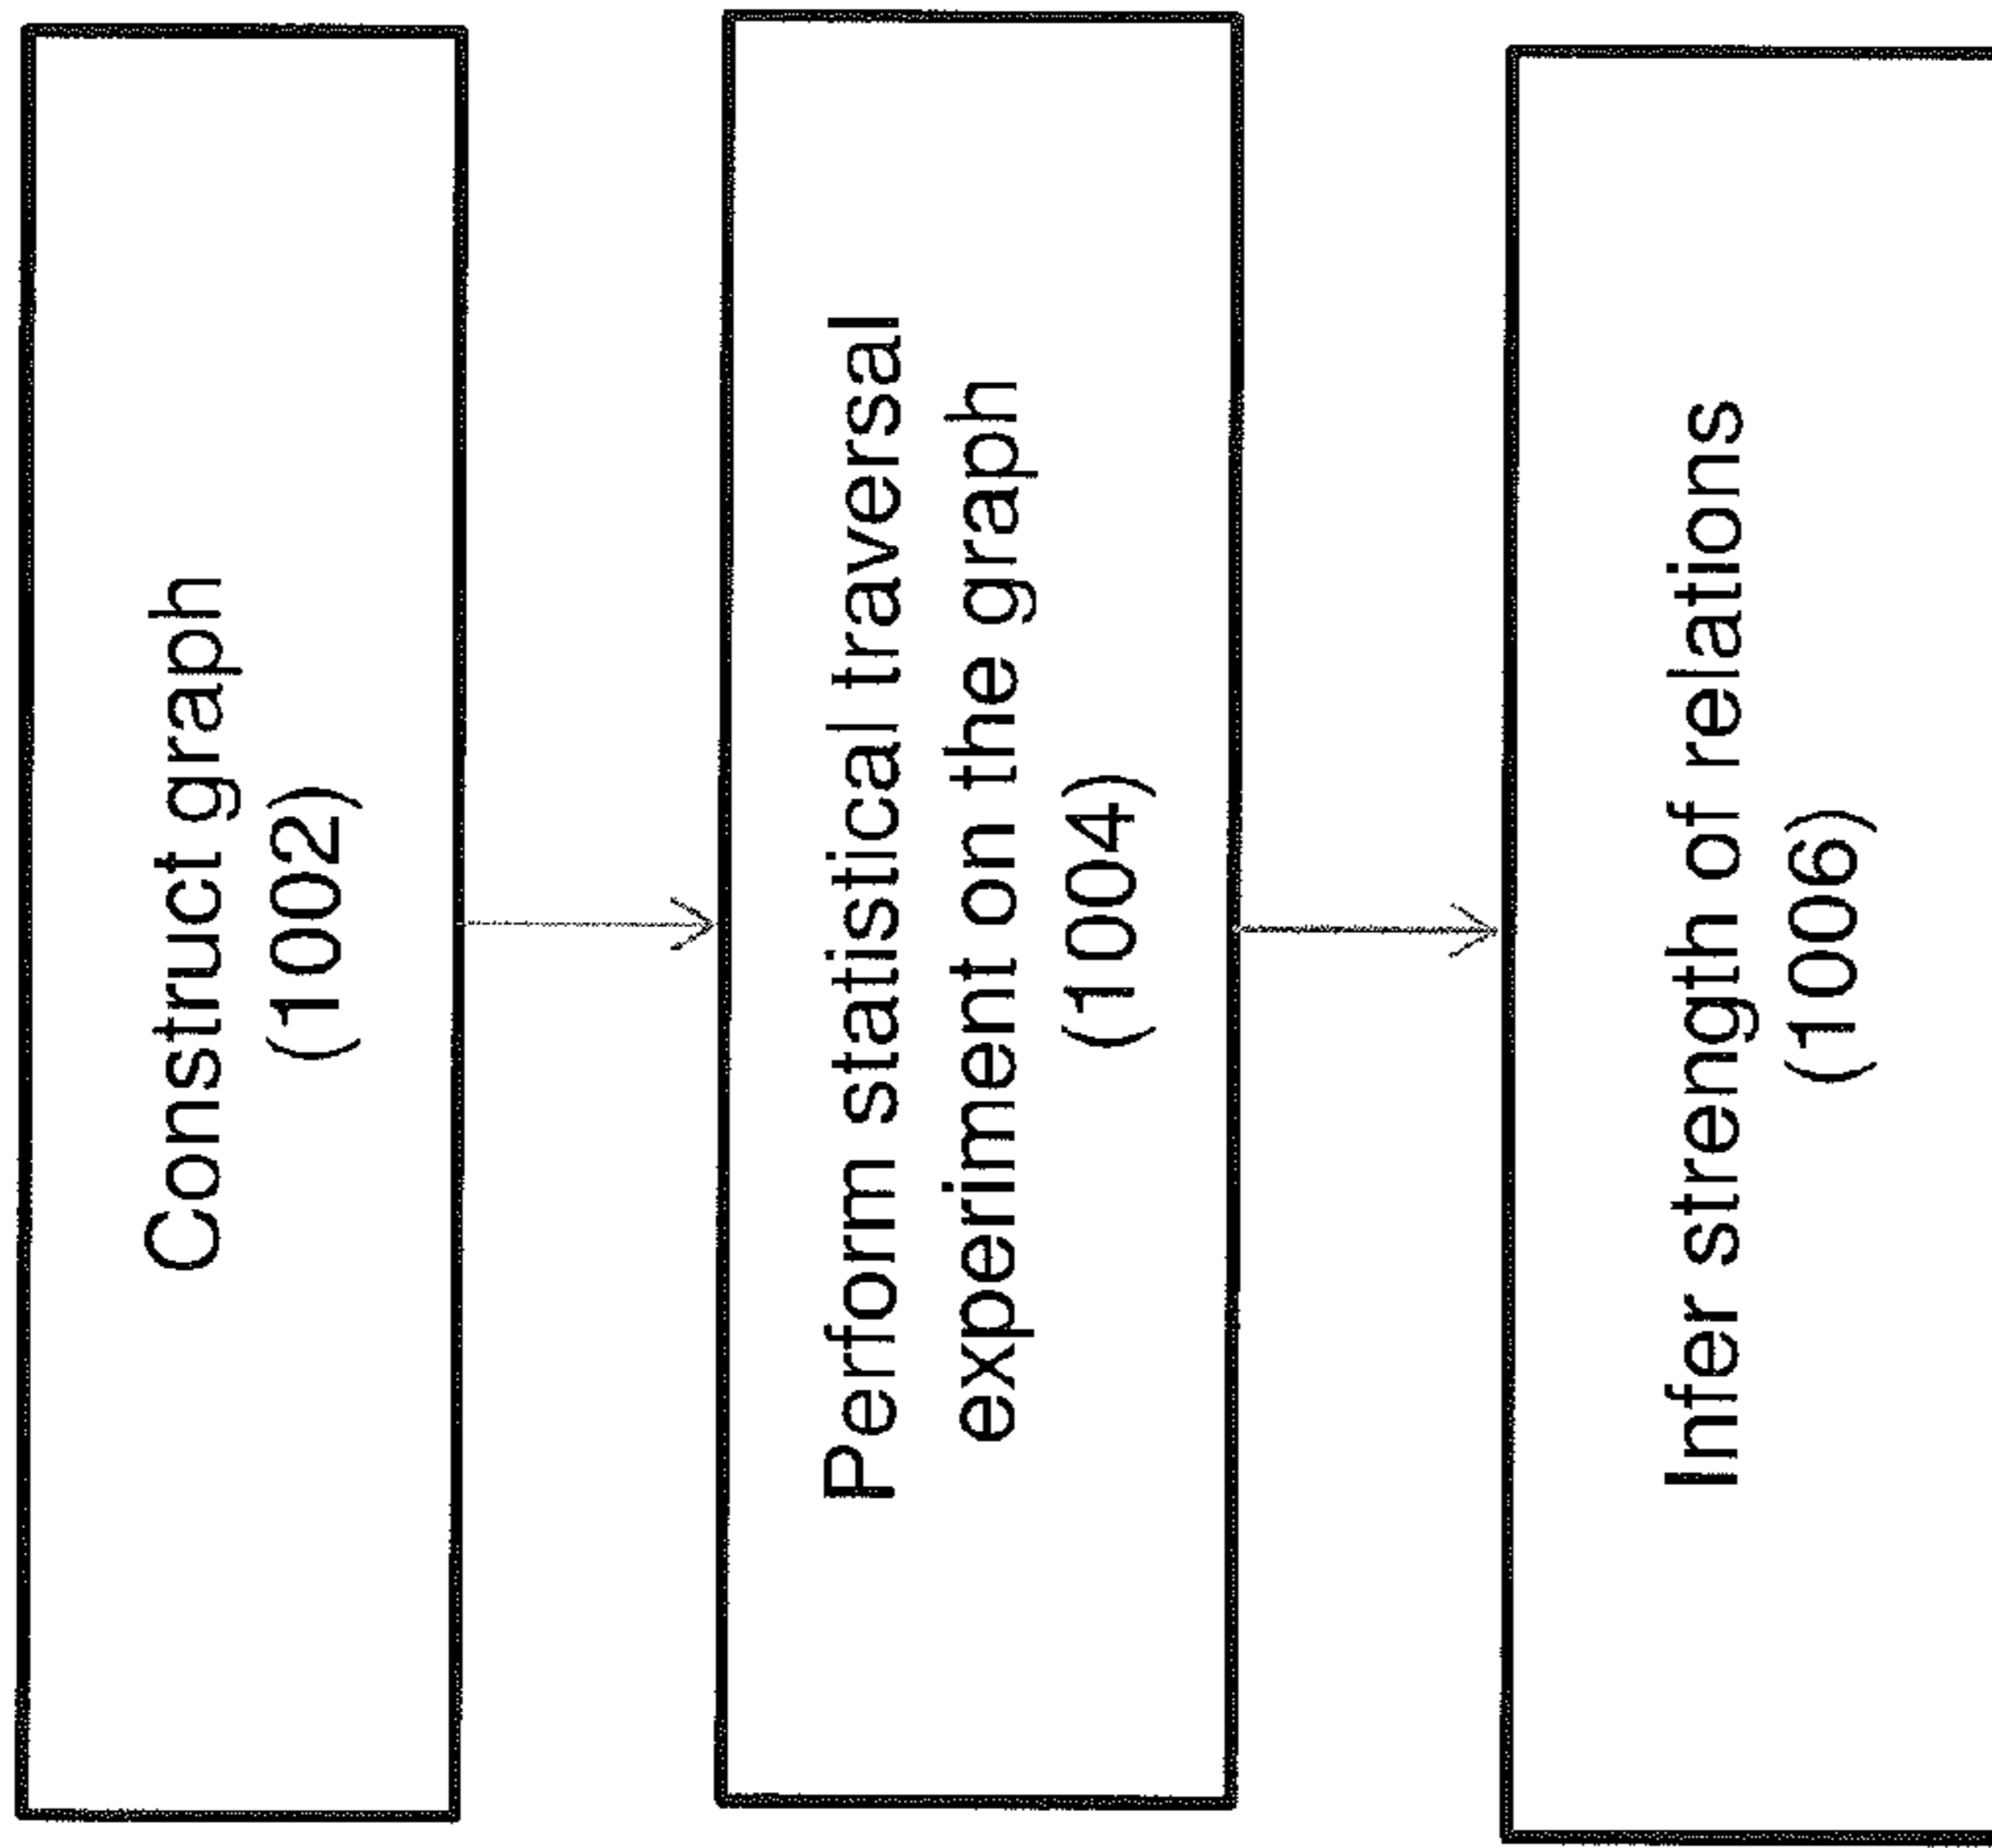 Construct graph
(1002)
Perform statistical traversal
experiment on the graph
(1004)
Infer strength of relations
(1006)